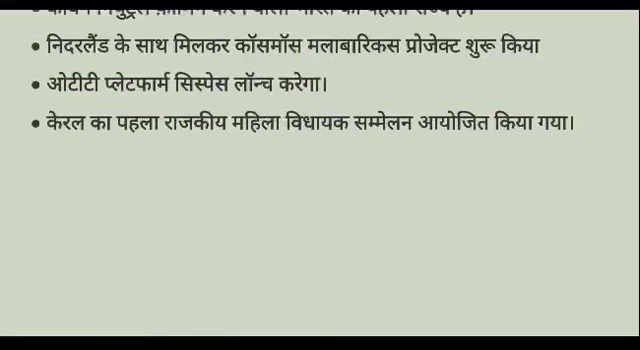 • निदरलैंड के साथ मिलकर कॉसमॉस मलाबारिकस प्रोजेक्ट शुरू किया
• ओटीटी प्लेटफार्म सिस्पेस लॉन्च करेगा।
• केरल का पहला राजकीय महिला विधायक सम्मेलन आयोजित किया गया।